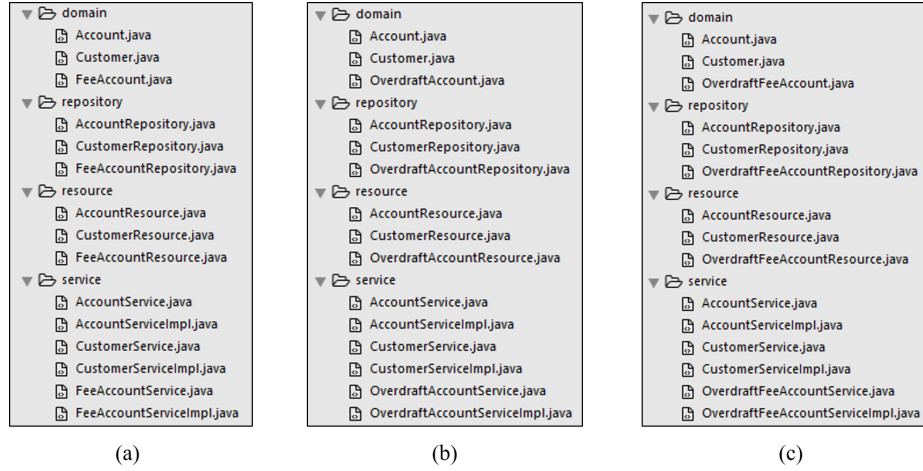 domain
Account.java
Customer.java
FeeAccount.java
repository
AccountRepository.java
CustomerRepository.java
FeeAccountRepository.java
resource
AccountResource.java
CustomerResource.java
FeeAccountResource.java
service
AccountService.java
AccountServiceImpl.java
CustomerService.java
CustomerServiceImpl.java
FeeAccountService.java
FeeAccountServiceImpl.java
(a)
domain
Account.java
Customer.java
OverdraftAccount.java
repository
AccountRepository.java
CustomerRepository.java
OverdraftAccountRepository.java
resource
AccountResource.java
CustomerResource.java
OverdraftAccountResource.java
service
AccountService.java
AccountServiceImpl.java
CustomerService.java
CustomerServiceImpl.java
OverdraftAccountService.java
OverdraftAccountServiceImpl.java
(b)
domain
Account.java
Customer.java
OverdraftFeeAccount.java
repository
AccountRepository.java
CustomerRepository.java
OverdraftFeeAccountRepository.java
resource
AccountResource.java
CustomerResource.java
OverdraftFeeAccountResource.java
service
AccountService.java
AccountServiceImpl.java
CustomerService.java
CustomerServiceImpl.java
OverdraftFeeAccountService.java
OverdraftFeeAccountServiceImpl.java
(c)